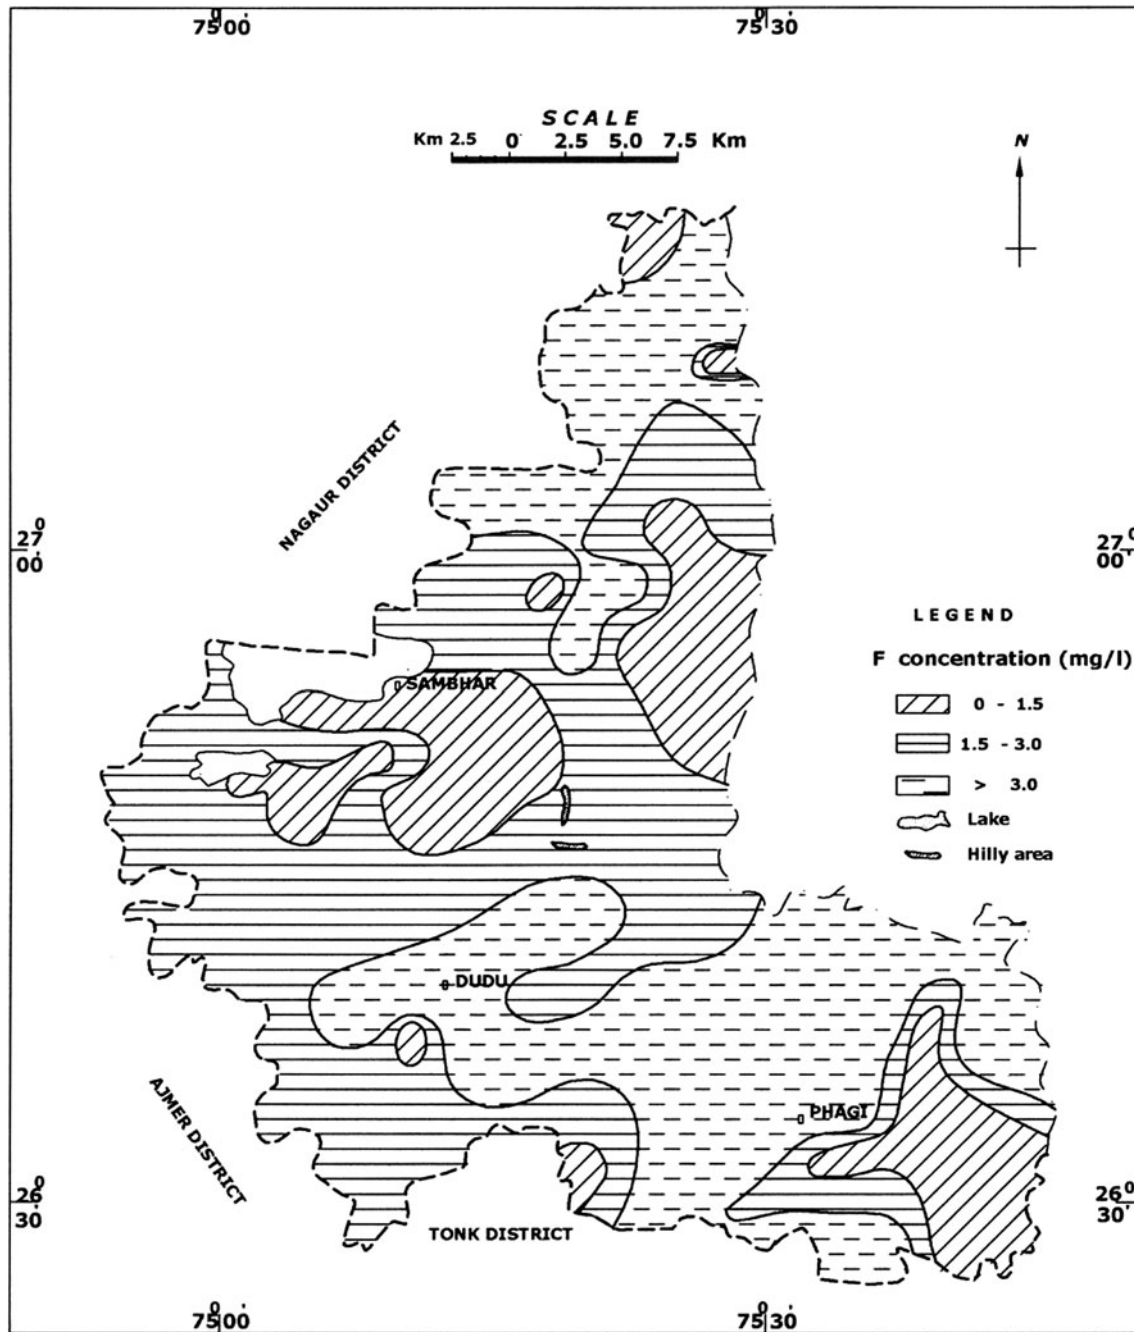 75°00'
75°30'
SCALE
Km 2.5 0 2.5 5.0 7.5 Km
N
NAGAUR DISTRICT
27°00'
27°00'
LEGEND
F concentration (mg/l)
0 - 1.5
1.5 - 3.0
> 3.0
Lake
Hilly area
SAMBHAR
DUDU
PHAGI
AJMER DISTRICT
TONK DISTRICT
26°30'
26°30'
75°00'
75°30'